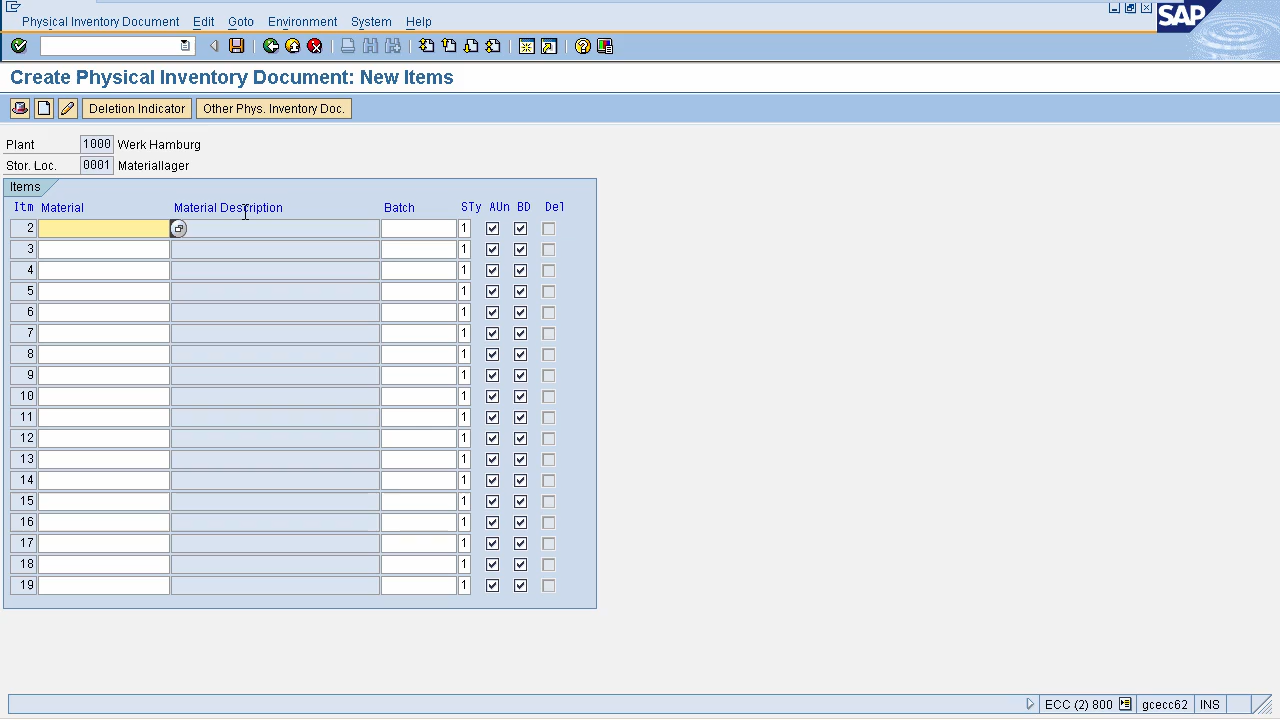 Physical Inventory Document Edit Goto Environment System Help
SAP
Create Physical Inventory Document: New Items
Deletion Indicator Other Phys. Inventory Doc.
Plant 1000 Werk Hamburg
Stor. Loc. 0001 Materiallager
Items
Itm Material Material Description Batch STy AUn BD Del
2 1
3 1
4 1
5 1
6 1
7 1
8 1
9 1
10 1
11 1
12 1
13 1
14 1
15 1
16 1
17 1
18 1
19 1
ECC (2) 800 gcecc62 INS